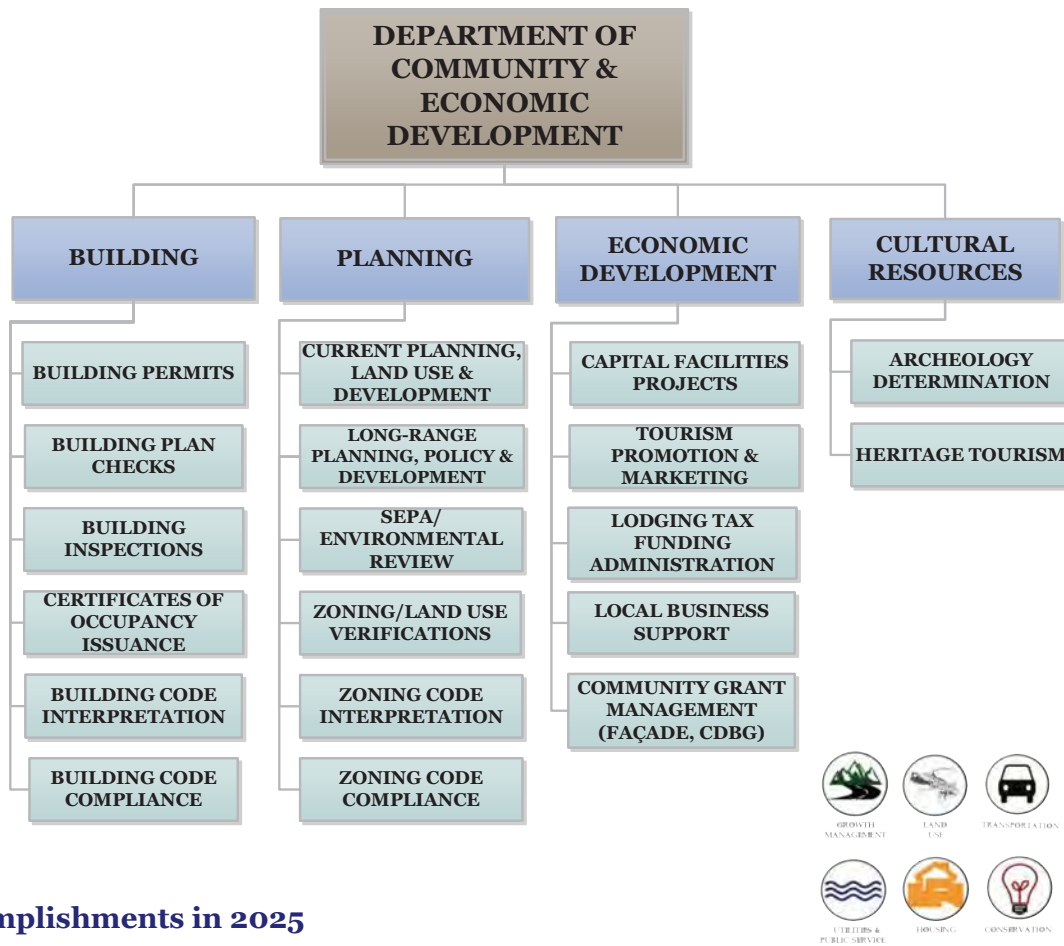 DEPARTMENT OF
COMMUNITY &
ECONOMIC
DEVELOPMENT
BUILDING
BUILDING PERMITS
BUILDING PLAN
CHECKS
BUILDING
INSPECTIONS
CERTIFICATES OF
OCCUPANCY
ISSUANCE
BUILDING CODE
INTERPRETATION
BUILDING CODE
COMPLIANCE
PLANNING
CURRENT PLANNING,
LAND USE &
DEVELOPMENT
LONG-RANGE
PLANNING, POLICY &
DEVELOPMENT
SEPA/
ENVIRONMENTAL
REVIEW
ZONING/LAND USE
VERIFICATIONS
ZONING CODE
INTERPRETATION
ZONING CODE
COMPLIANCE
ECONOMIC
DEVELOPMENT
CAPITAL FACILITIES
PROJECTS
TOURISM
PROMOTION &
MARKETING
LODGING TAX
FUNDING
ADMINISTRATION
LOCAL BUSINESS
SUPPORT
COMMUNITY GRANT
MANAGEMENT
(FAÇADE, CDBG)
CULTURAL
RESOURCES
ARCHEOLOGY
DETERMINATION
HERITAGE TOURISM
GROWTH
MANAGEMENT
LAND
USE
TRANSPORTATION
UTILITIES &
PUBLIC SERVICE
HOUSING
CONSERVATION
mplishments in 2025